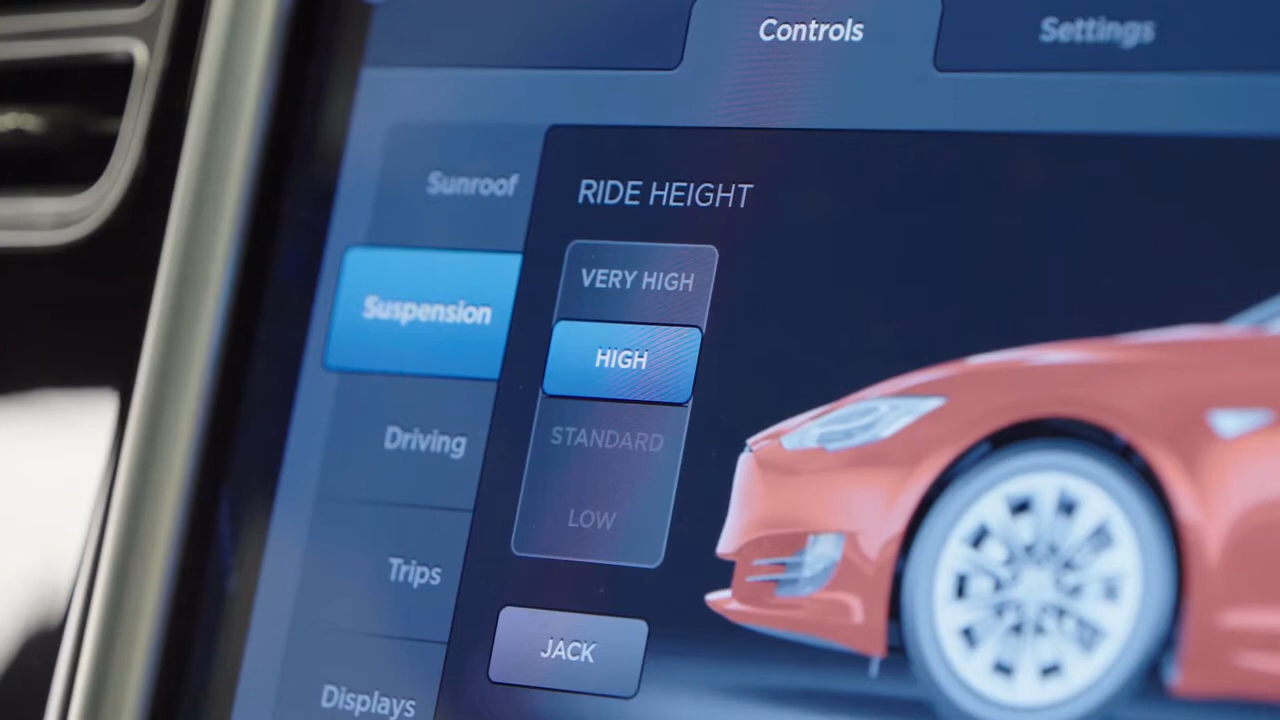 Controls
Settings
Sunroof
Suspension
Driving
Trips
Displays
RIDE HEIGHT
VERY HIGH
HIGH
STANDARD
LOW
JACK